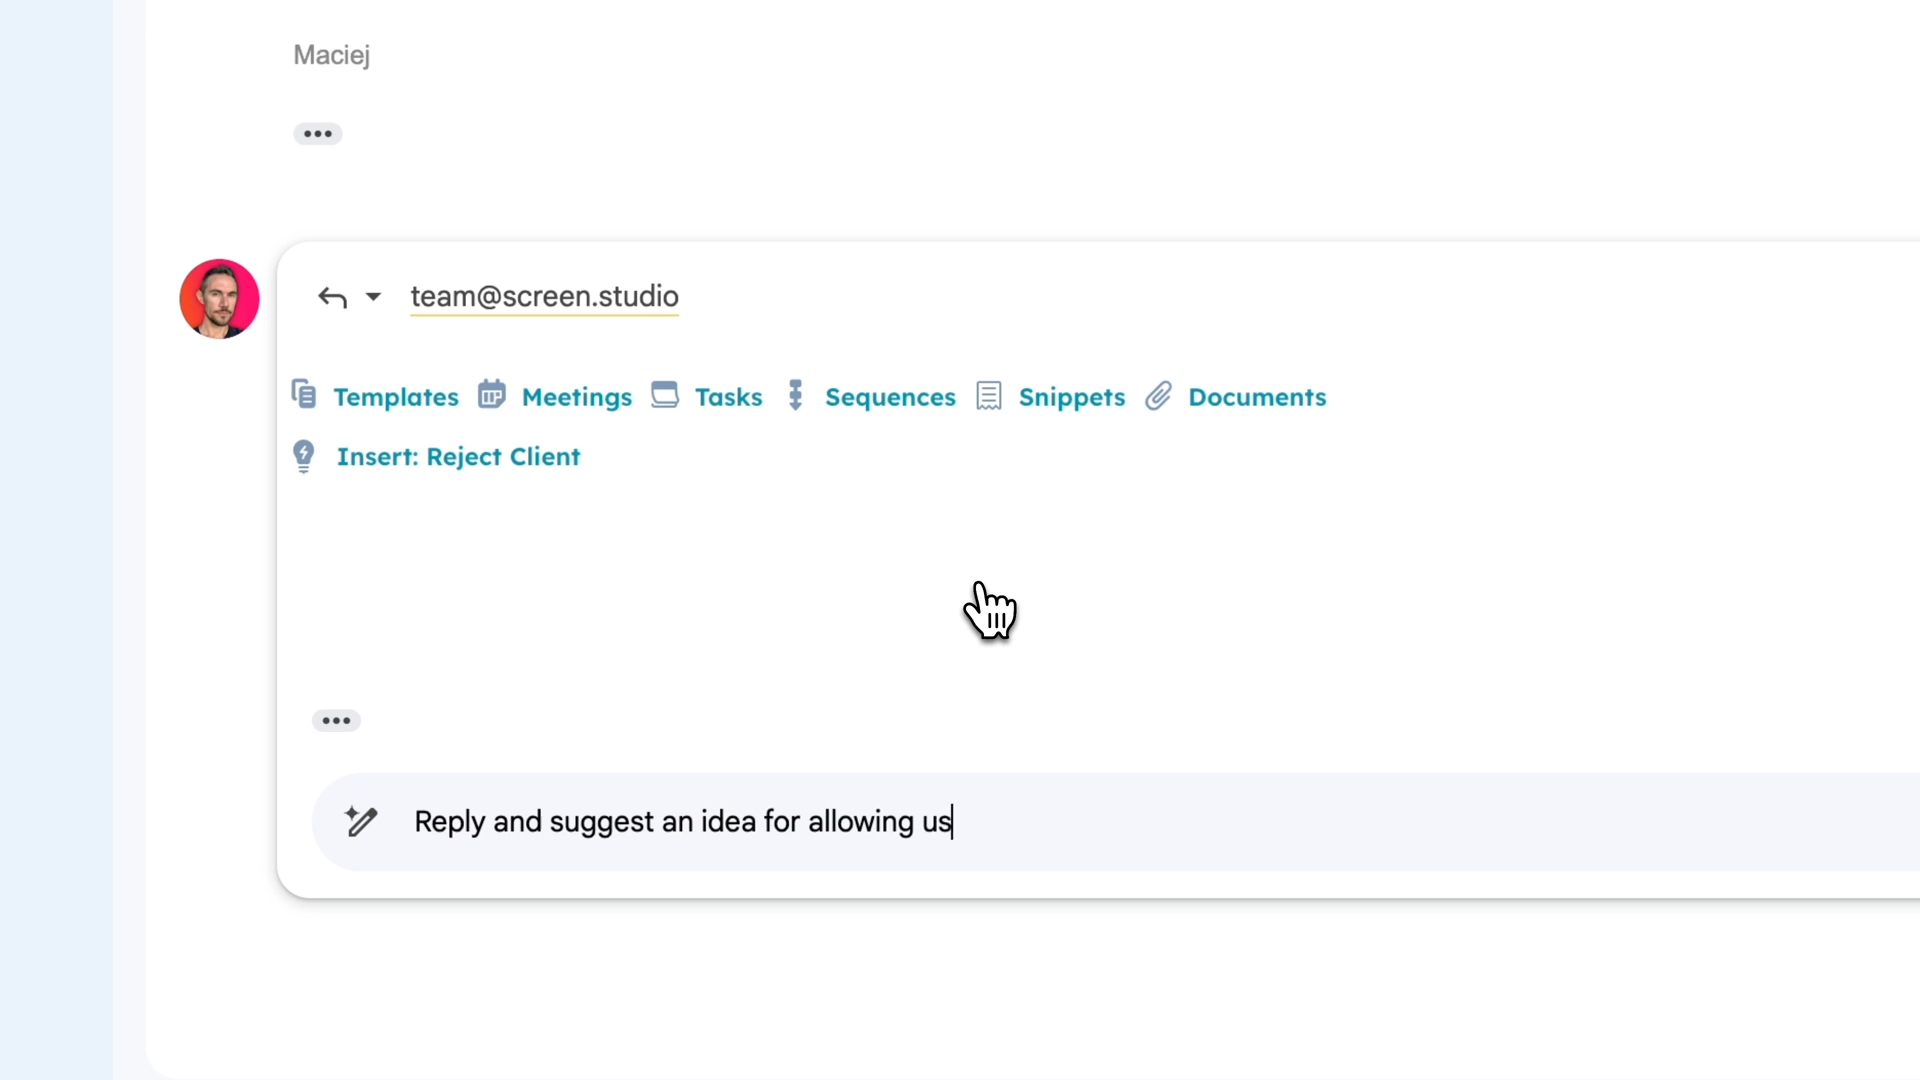 Maciej
team@screen.studio
Templates Meetings Tasks Sequences Snippets Documents
Insert: Reject Client
Reply and suggest an idea for allowing us